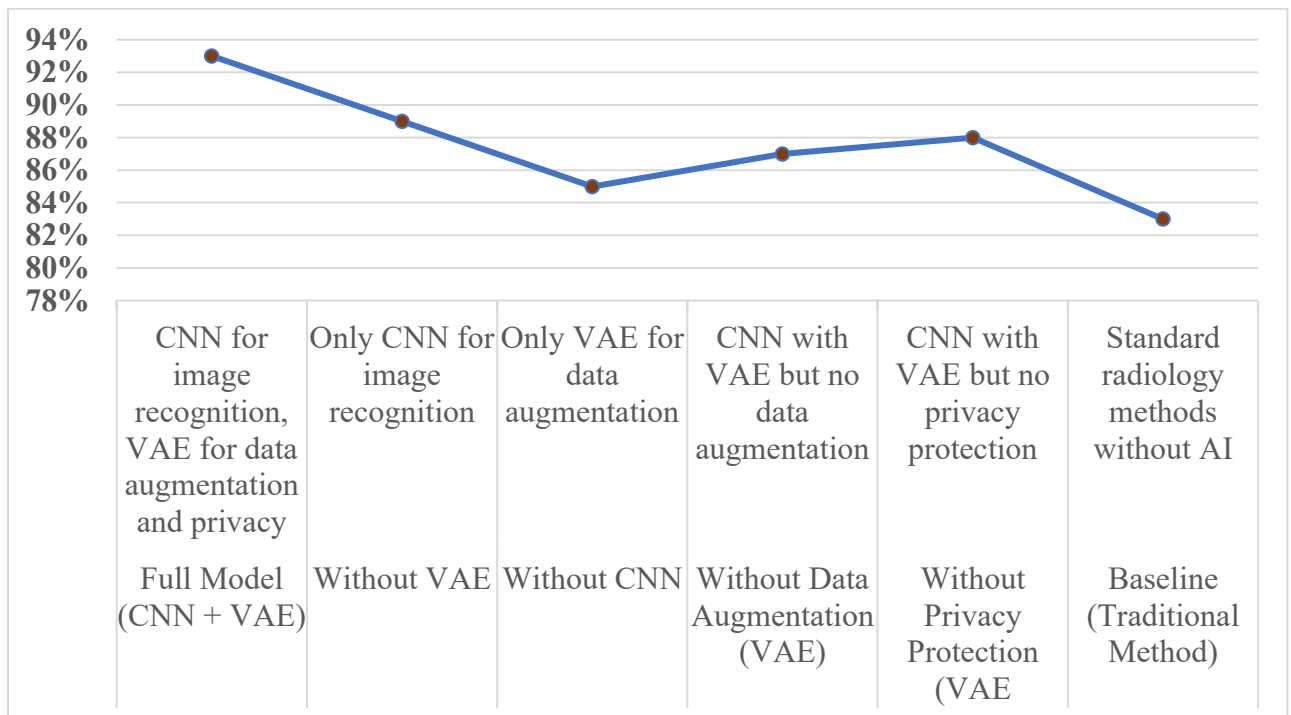 94%
92%
90%
88%
86%
84%
82%
80%
78%
CNN for
image
recognition,
VAE for data
augmentation
and privacy
Only CNN for
image
recognition
Only VAE for
data
augmentation
CNN with
VAE but no
data
augmentation
CNN with
VAE but no
privacy
protection
Standard
radiology
methods
without AI
Full Model
(CNN + VAE)
Without VAE
Without CNN
Without Data
Augmentation
(VAE)
Without
Privacy
Protection
(VAE
Baseline
(Traditional
Method)